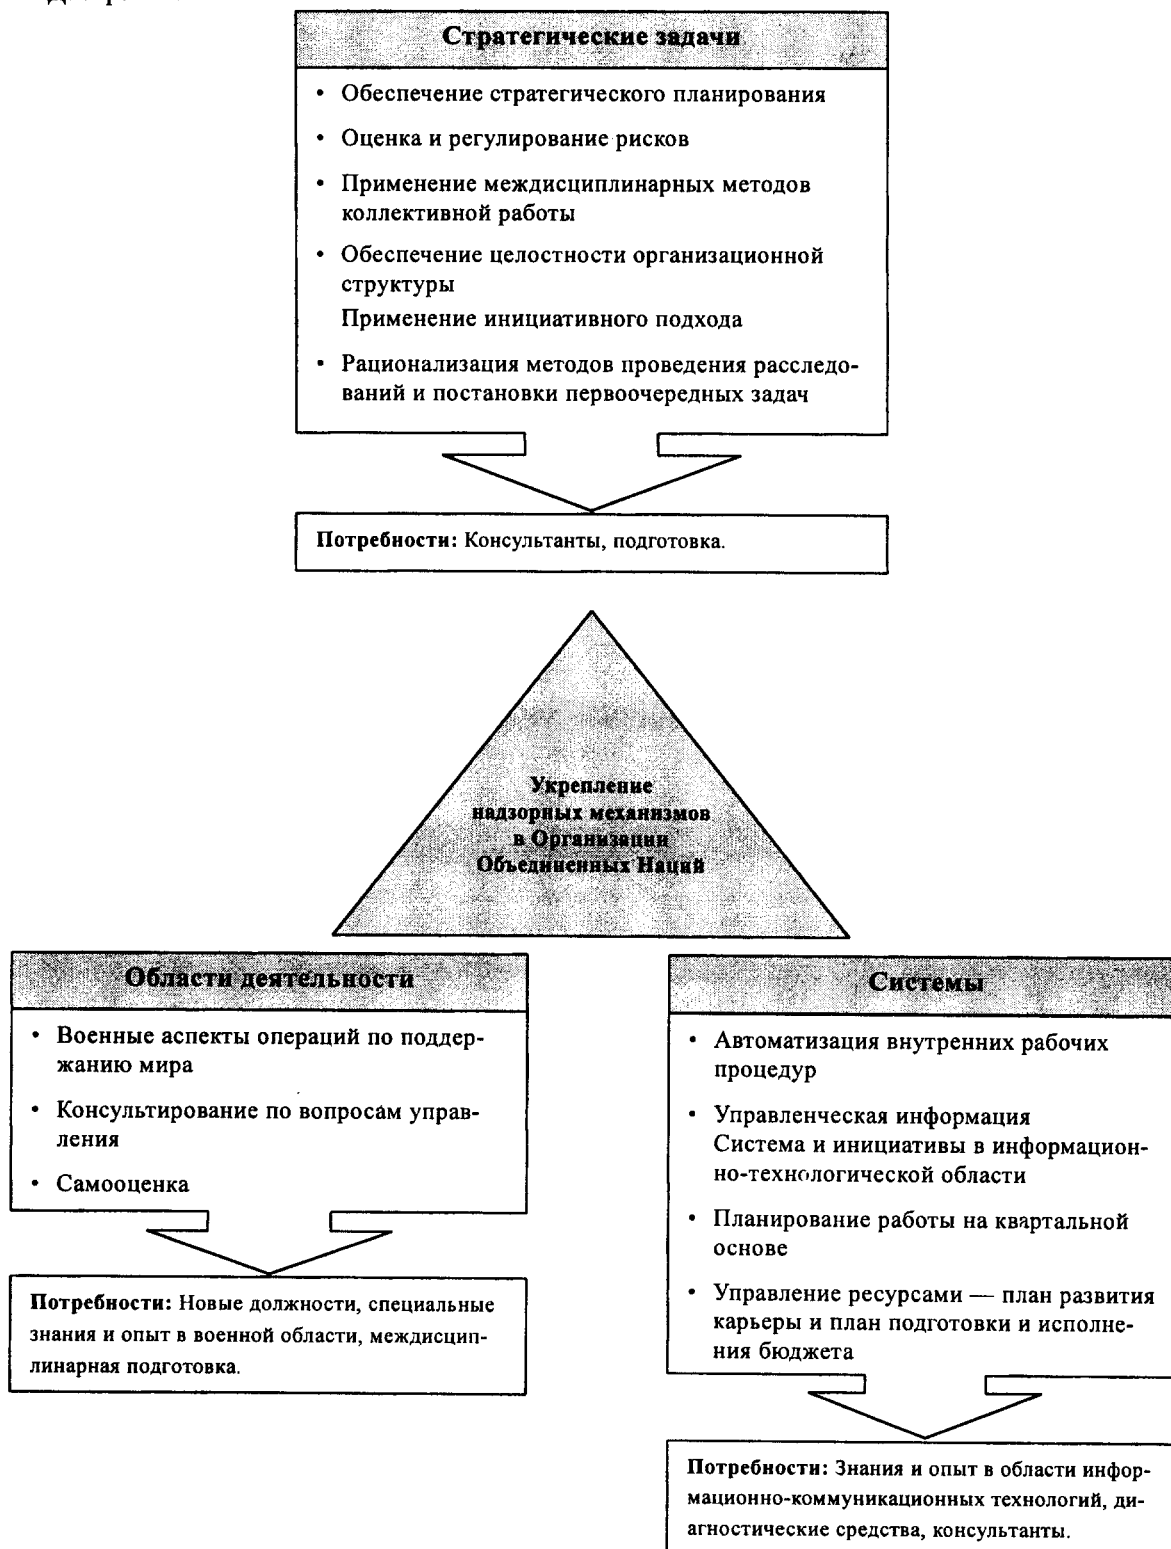 Стратегические задачи
• Обеспечение стратегического планирования
• Оценка и регулирование рисков
• Применение междисциплинарных методов
коллективной работы
• Обеспечение целостности организационной
структуры
Применение инициативного подхода
• Рационализация методов проведения расследо-
ваний и постановки первоочередных задач
Потребности: Консультанты, подготовка.
Укрепление
надзорных механизмов
в Организации
Объединенных Наций
Области деятельности
• Военные аспекты операций по поддер-
жанию мира
• Консультирование по вопросам управ-
ления
• Самооценка
Потребности: Новые должности, специальные
знания и опыт в военной области, междисцип-
линарная подготовка.
Системы
• Автоматизация внутренних рабочих
процедур
• Управленческая информация
Система и инициативы в информацион-
но-технологической области
• Планирование работы на квартальной
основе
• Управление ресурсами — план развития
карьеры и план подготовки и исполне-
ния бюджета
Потребности: Знания и опыт в области инфор-
мационно-коммуникационных технологий, ди-
агностические средства, консультанты.